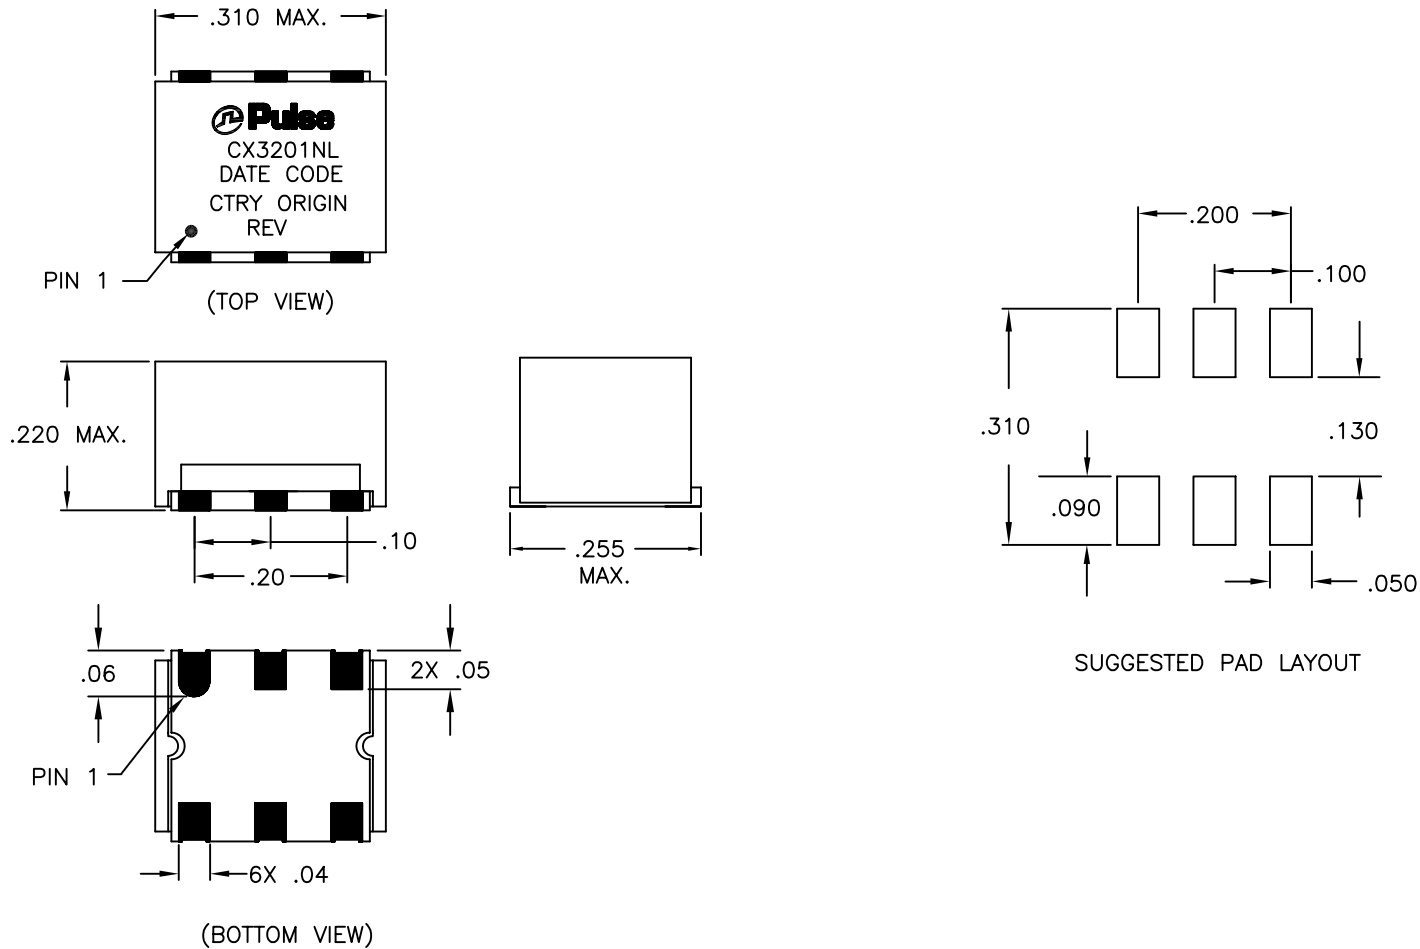 .310 MAX.
Pulse
CX3201NL
DATE CODE
CTRY ORIGIN
REV
PIN 1
(TOP VIEW)
.220 MAX.
.10
.20
.255
MAX.
.06
2X .05
PIN 1
6X .04
(BOTTOM VIEW)
.200
.100
.310
.130
.090
.050
SUGGESTED PAD LAYOUT